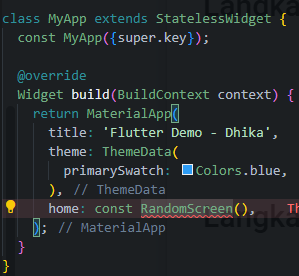 class MyApp extends StatelessWidget {
const MyApp({super.key});
@override
Widget build(BuildContext context) {
return MaterialApp(
title: 'Flutter Demo - Dhika',
theme: ThemeData(
primarySwatch: Colors.blue,
), // ThemeData
home: const RandomScreen(), Th
); // MaterialApp
}
}